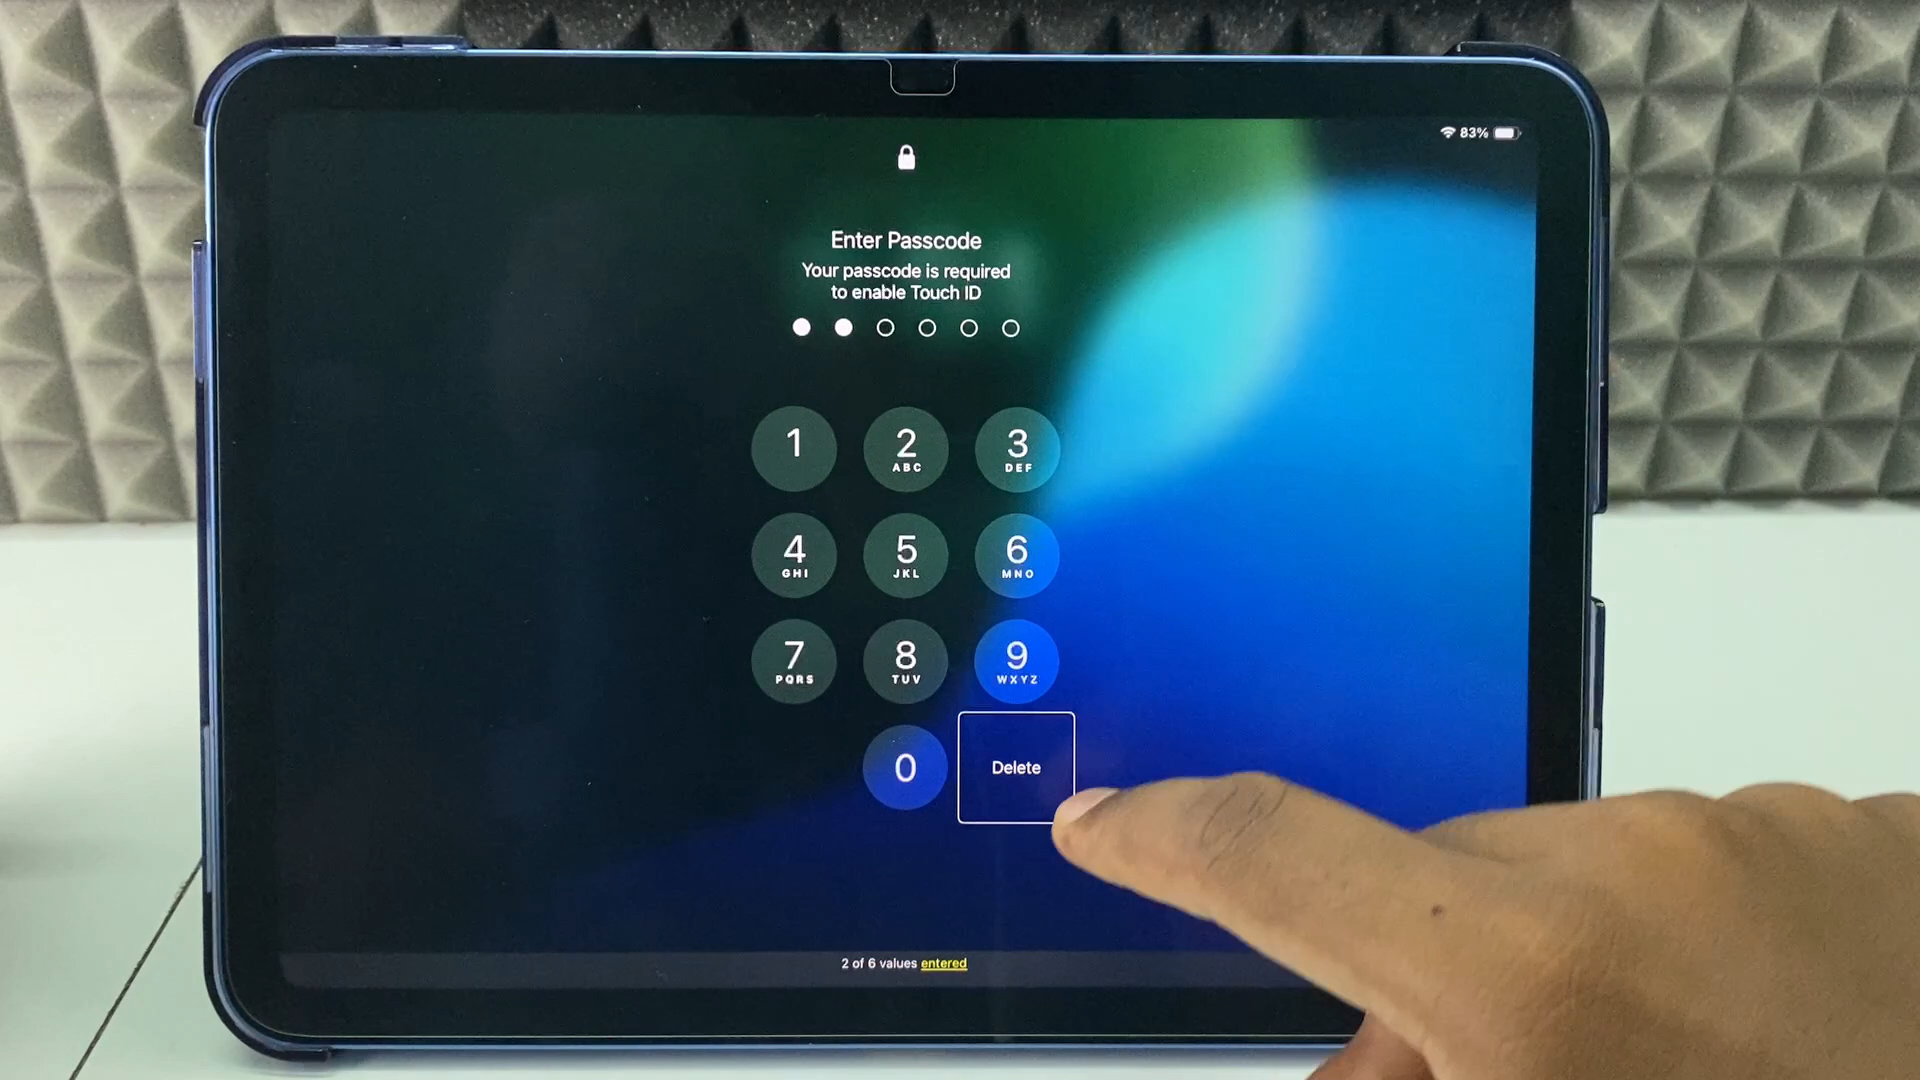 83%
Enter Passcode
Your passcode is required
to enable Touch ID
1
2
ABC
3
DEF
4
GHI
5
JKL
6
MNO
7
PQRS
8
TUV
9
WXYZ
0
Delete
2 of 6 values entered